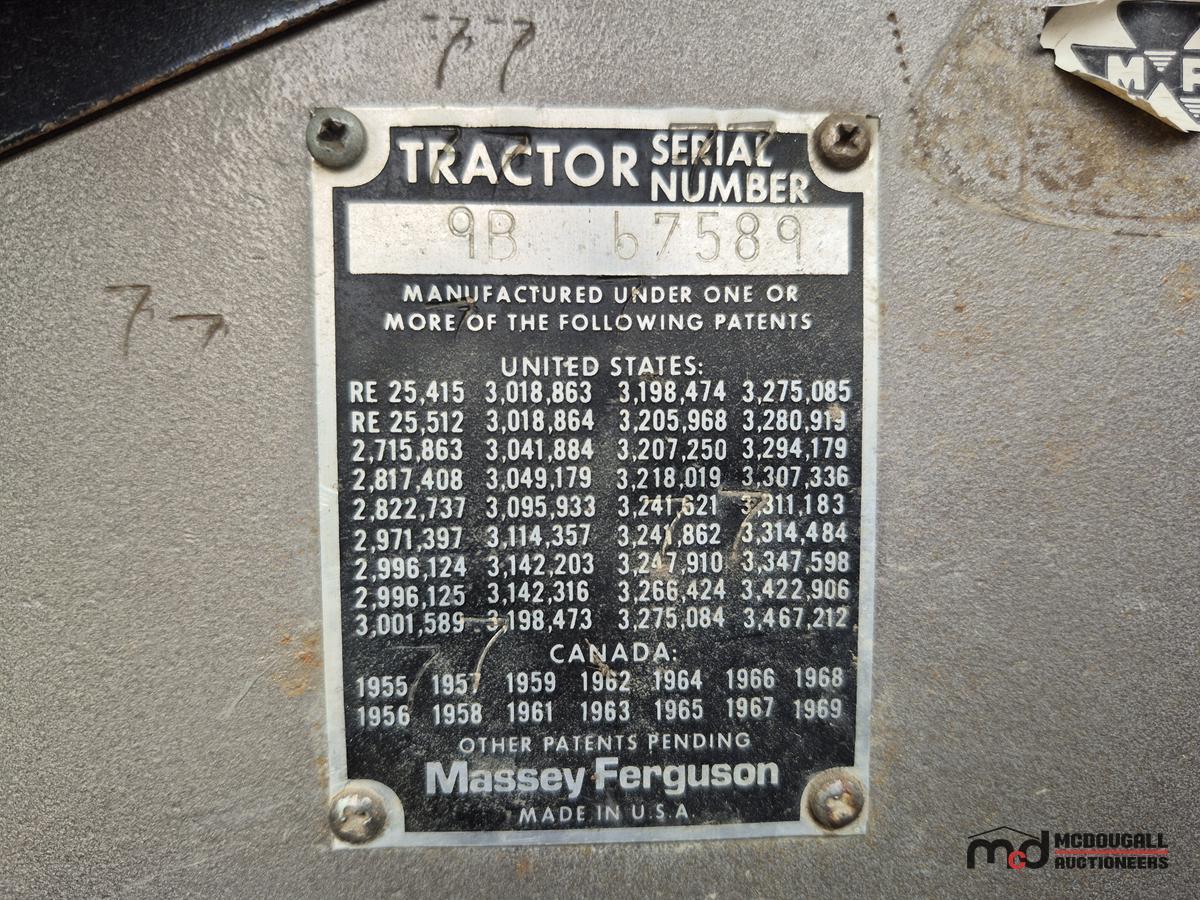 7 7
M F
TRACTOR SERIAL NUMBER
9B 67589
MANUFACTURED UNDER ONE OR
MORE OF THE FOLLOWING PATENTS
UNITED STATES:
RE 25,415 3,018,863 3,198,474 3,275,085
RE 25,512 3,018,864 3,205,968 3,280,919
2,715,863 3,041,884 3,207,250 3,294,179
2,817,408 3,049,179 3,218,019 3,307,336
2,822,737 3,095,933 3,241,621 3,311,183
2,971,397 3,114,357 3,241,862 3,314,484
2,996,124 3,142,203 3,247,910 3,347,598
2,996,125 3,142,316 3,266,424 3,422,906
3,001,589 3,198,473 3,275,084 3,467,212
CANADA:
1955 1957 1959 1962 1964 1966 1968
1956 1958 1961 1963 1965 1967 1969
OTHER PATENTS PENDING
Massey Ferguson
MADE IN U.S.A.
mcd MCDOUGALL
AUCTIONEERS